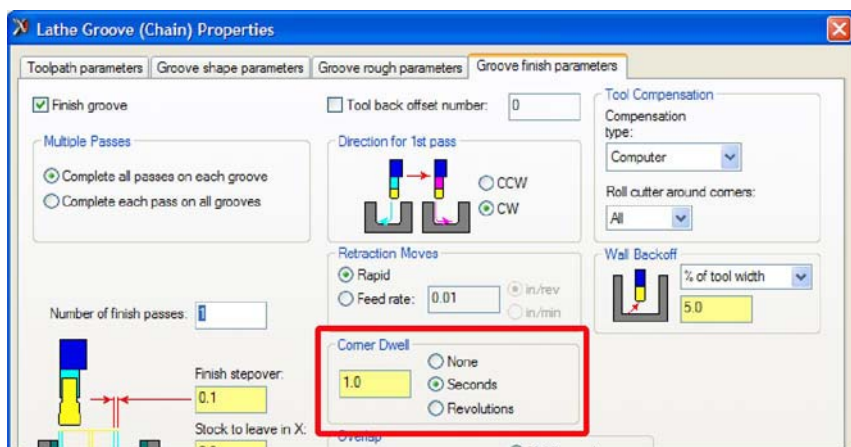 Lathe Groove (Chain) Properties
Toolpath parameters
Groove shape parameters
Groove rough parameters
Groove finish parameters
Finish groove
Tool back offset number:
0
Multiple Passes
Complete all passes on each groove
Complete each pass on all grooves
Direction for 1st pass
CCW
CW
Tool Compensation
Compensation
type:
Computer
Roll cutter around corners:
All
Retraction Moves
Rapid
Feed rate:
0.01
in/rev
in/min
Wall Backoff
% of tool width
5.0
Number of finish passes:
1
Finish stepover:
0.1
Stock to leave in X:
Corner Dwell
1.0
None
Seconds
Revolutions
Overlap